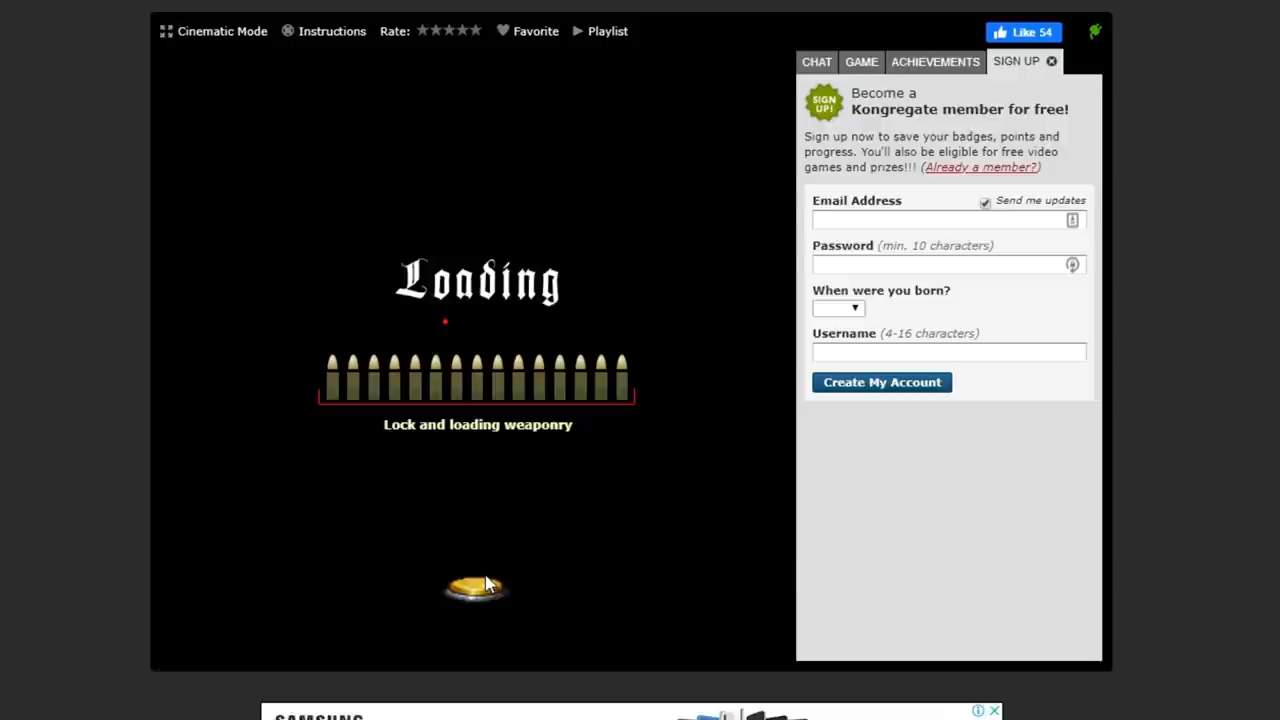 Cinematic Mode Instructions Rate: Favorite Playlist
Like 54
CHAT GAME ACHIEVEMENTS SIGN UP
SIGN UP!
Become a
Kongregate member for free!
Sign up now to save your badges, points and
progress. You'll also be eligible for free video
games and prizes!!! (Already a member?)
Email Address Send me updates
Password (min. 10 characters)
When were you born?
Username (4-16 characters)
Create My Account
Loading
Lock and loading weaponry
SAMSUNG